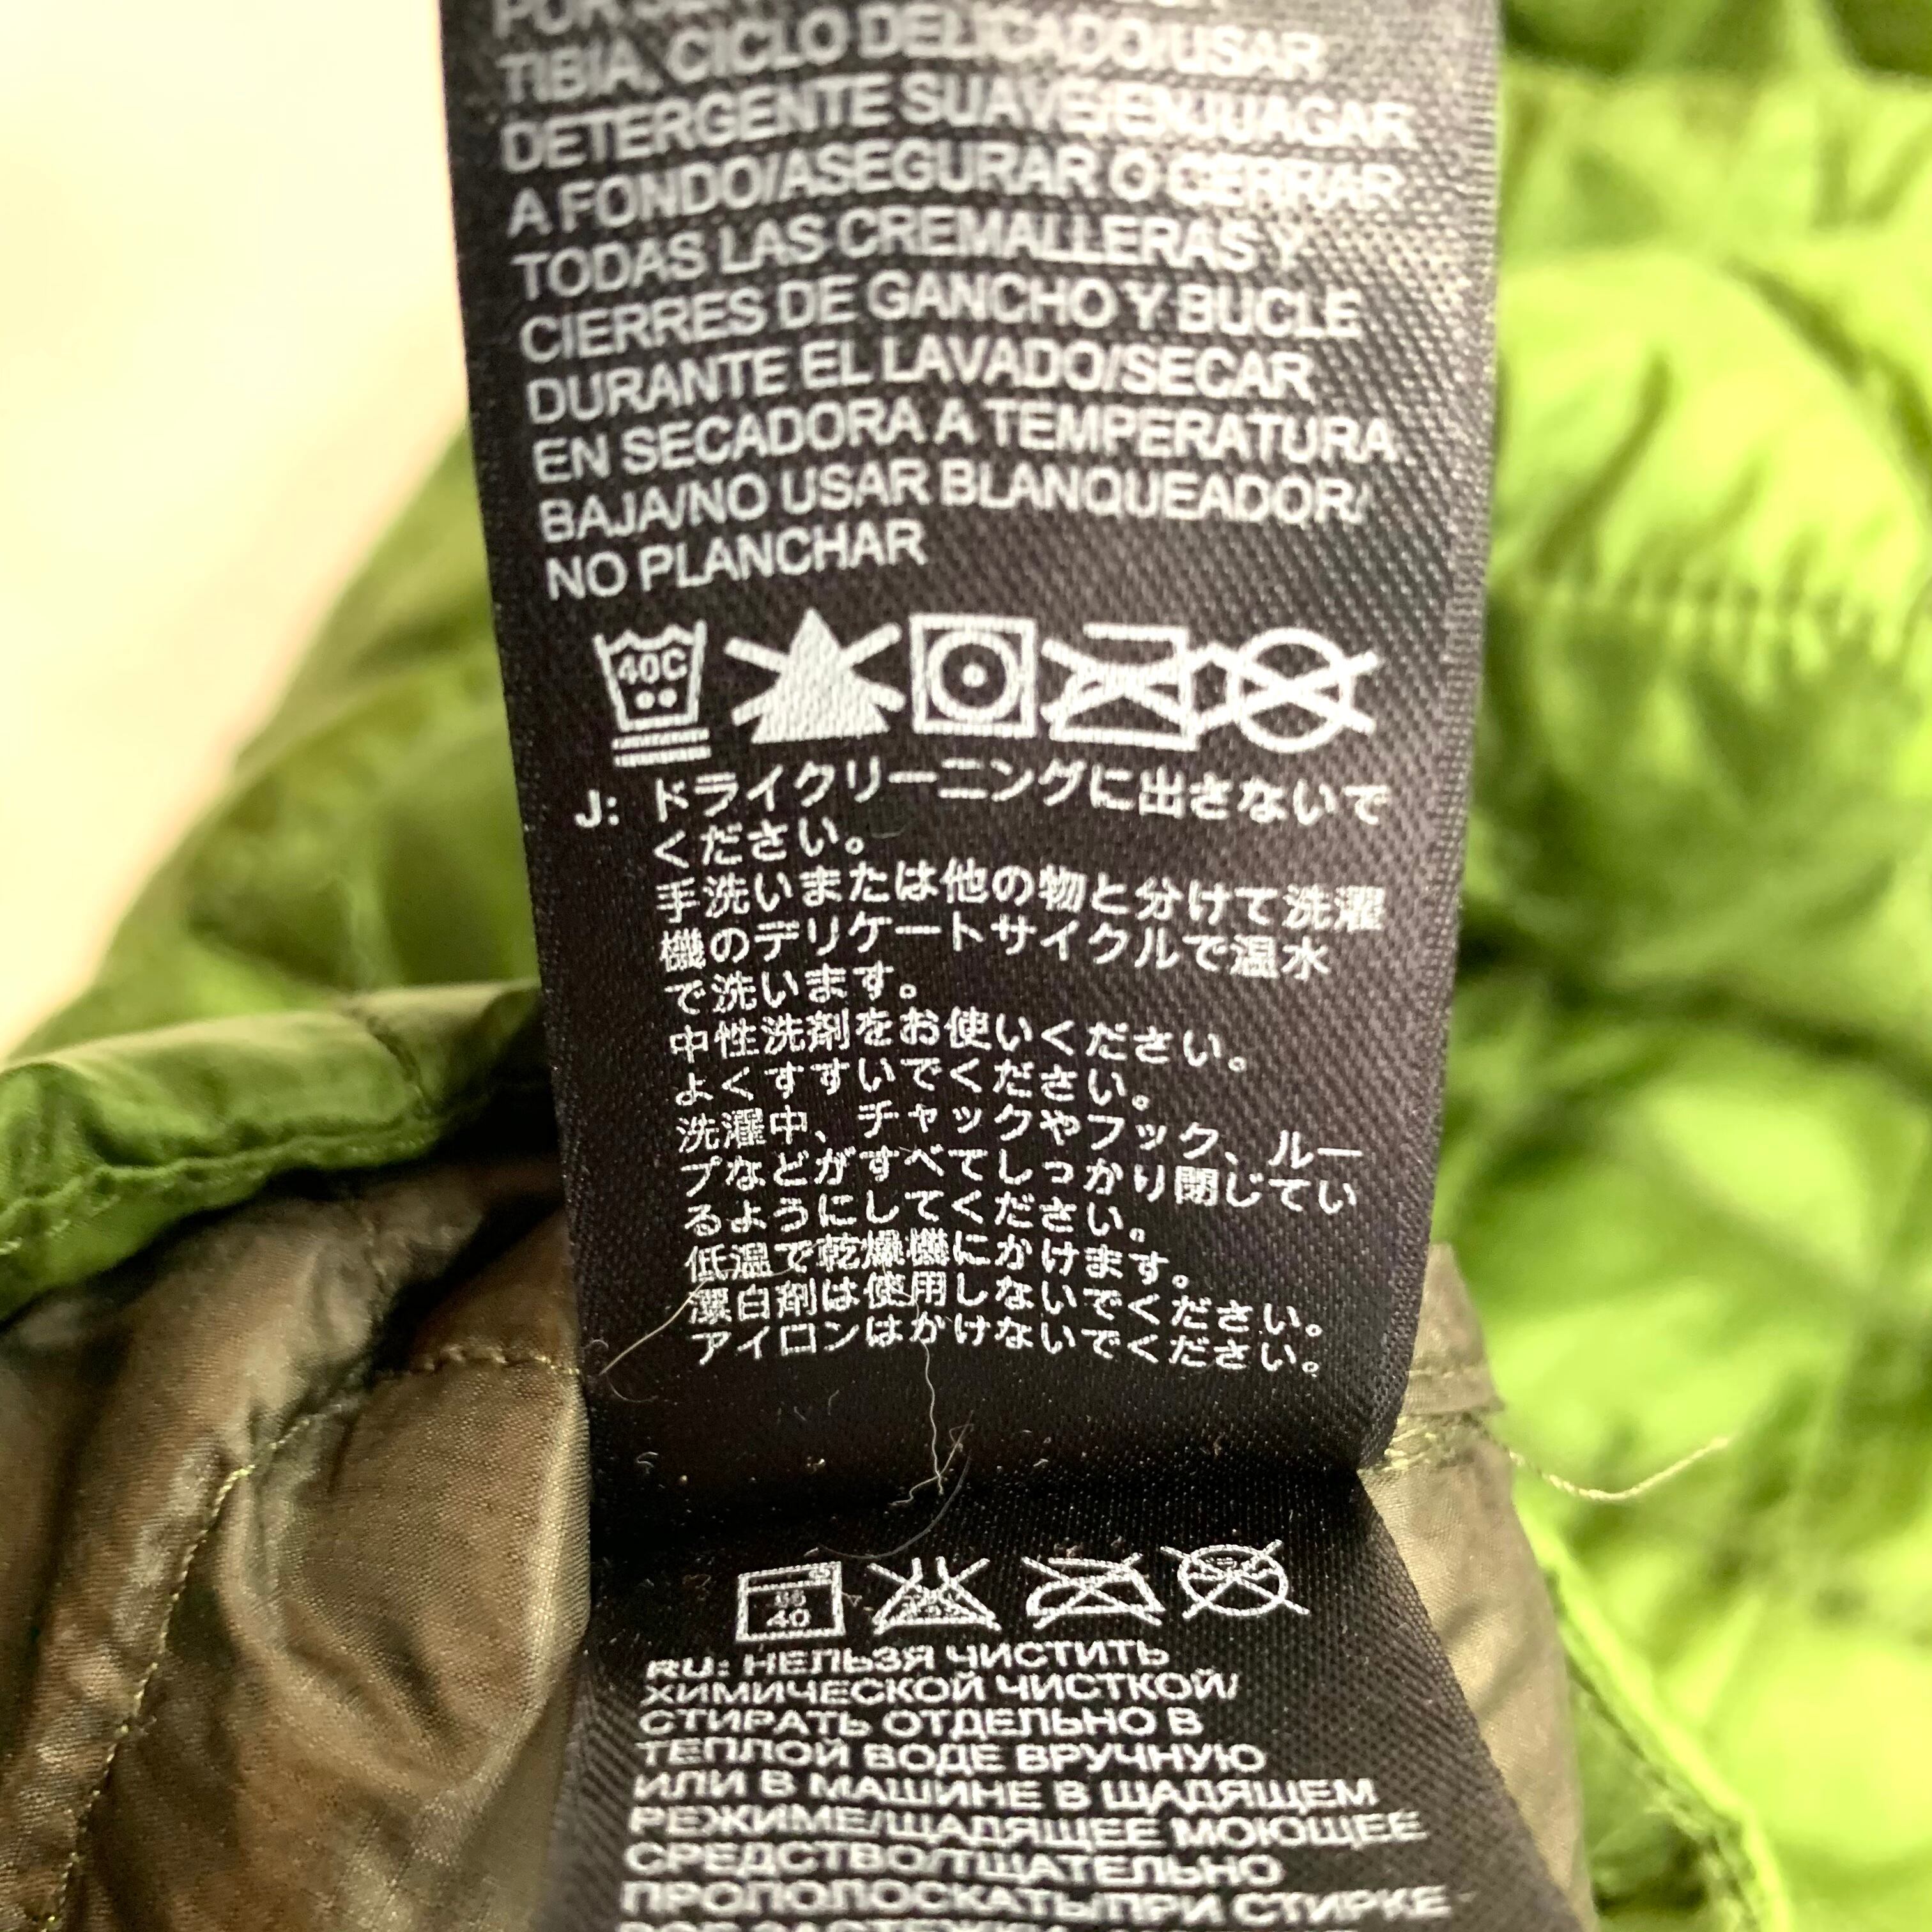 TIBIA. CICLO DELICADO/USAR
DETERGENTE SUAVE/ENJUAGAR
A FONDO/ASEGURAR O CERRAR
TODAS LAS CREMALLERAS Y
CIERRES DE GANCHO Y BUCLE
DURANTE EL LAVADO/SECAR
EN SECADORA A TEMPERATURA
BAJA/NO USAR BLANQUEADOR/
NO PLANCHAR
40C
J: ドライクリーニングに出さないで
ください。
手洗いまたは他の物と分けて洗濯
機のデリケートサイクルで温水
で洗います。
中性洗剤をお使いください。
よくすすいでください。
洗濯中、チャックやフック、ルー
プなどがすべてしっかり閉じてい
るようにしてください。
低温で乾燥機にかけます。
漂白剤は使用しないでください。
アイロンはかけないでください。
40
RU: НЕЛЬЗЯ ЧИСТИТЬ
ХИМИЧЕСКОЙ ЧИСТКОЙ/
СТИРАТЬ ОТДЕЛЬНО В
ТЕПЛОЙ ВОДЕ ВРУЧНУЮ
ИЛИ В МАШИНЕ В ЩАДЯЩЕМ
РЕЖИМЕ/ЩАДЯЩЕЕ МОЮЩЕЕ
СРЕДСТВО/ТЩАТЕЛЬНО
ПРОПОЛОСКАТЬ/ПРИ СТИРКЕ